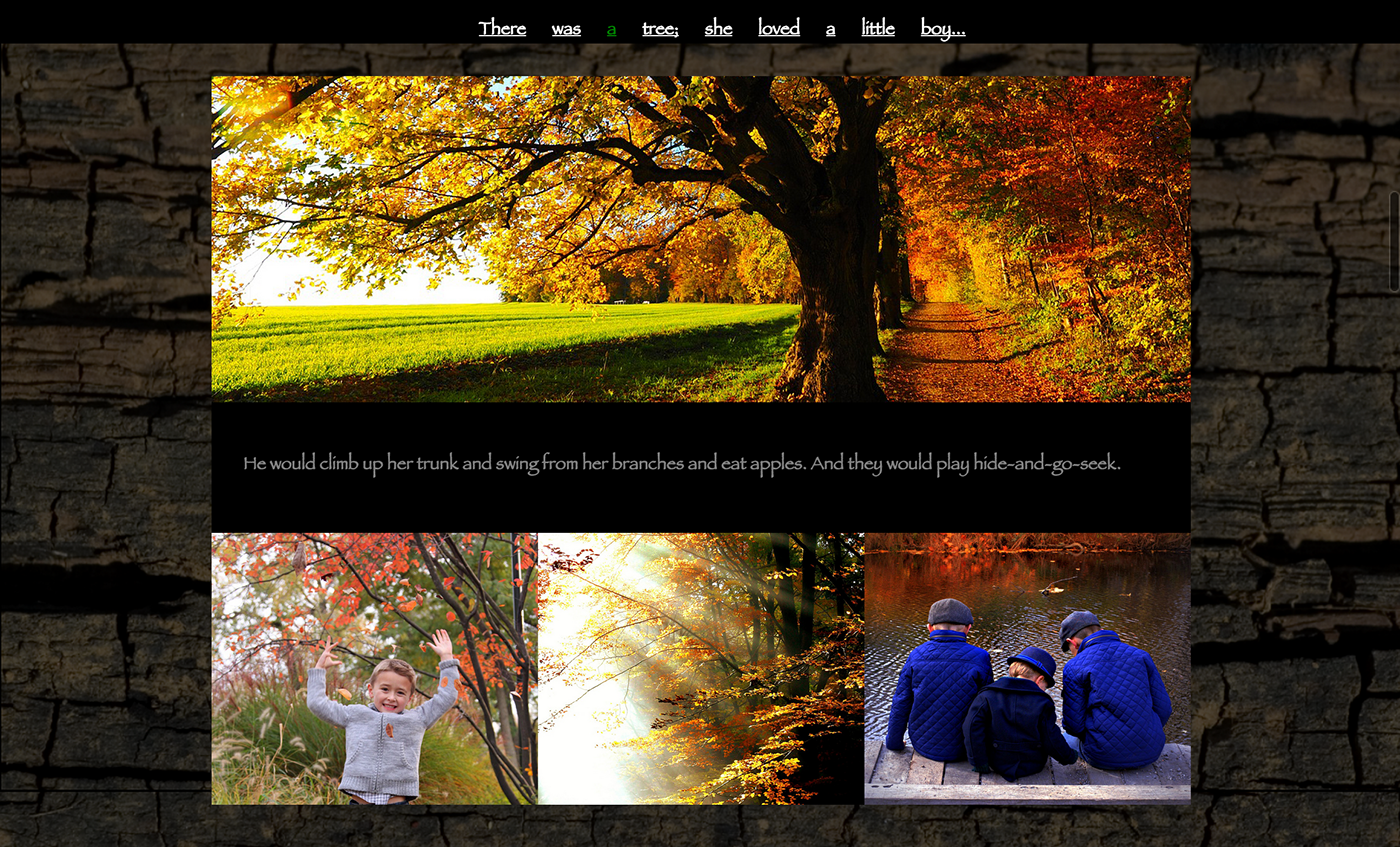 There was a tree; she loved a little boy...
He would climb up her trunk and swing from her branches and eat apples. And they would play hide-and-go-seek.